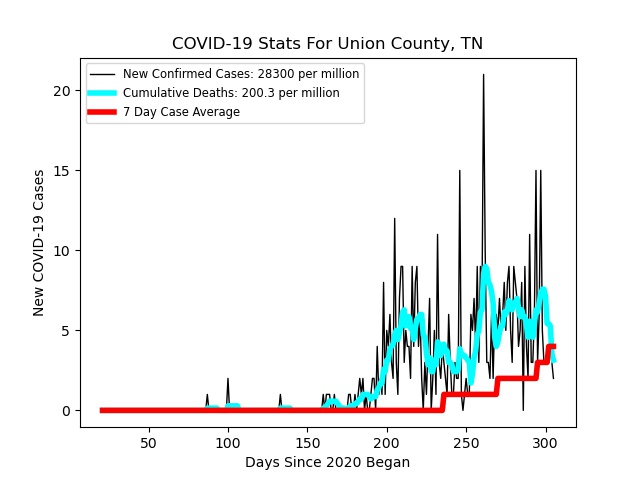 COVID-19 Stats For Union County, TN
New Confirmed Cases: 28300 per million
Cumulative Deaths: 200.3 per million
7 Day Case Average
New COVID-19 Cases
20
15
10
5
0
50 100 150 200 250 300
Days Since 2020 Began